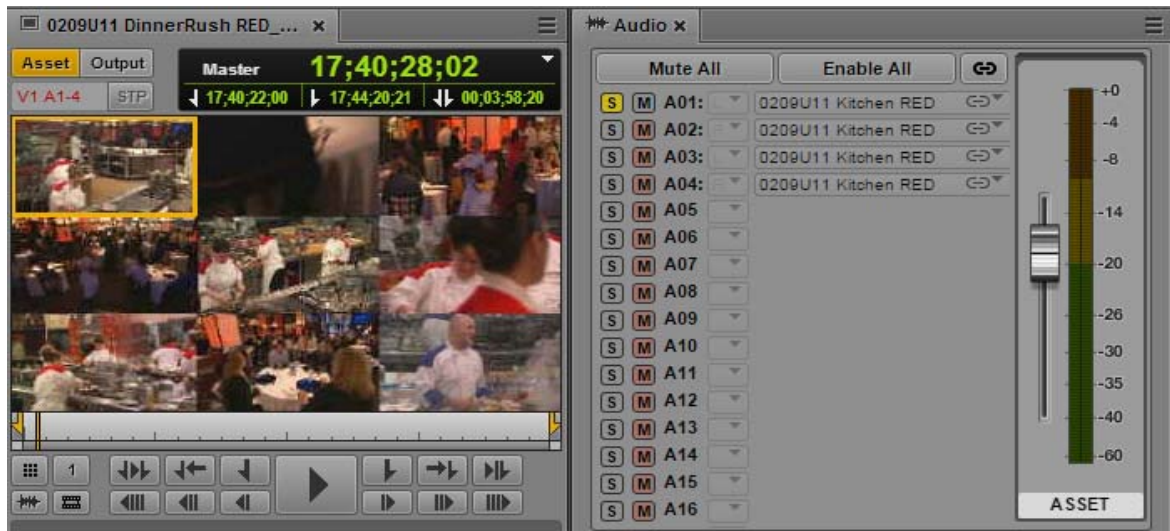 0209U11 DinnerRush RED_... ×
Asset Output
Master 17;40;28;02
V1 A1-4 STP
17;40;22;00 17;44;20;21 00;03;58;20
1
Audio ×
Mute All Enable All
S M A01: 0209U11 Kitchen RED
S M A02: 0209U11 Kitchen RED
S M A03: 0209U11 Kitchen RED
S M A04: 0209U11 Kitchen RED
S M A05
S M A06
S M A07
S M A08
S M A09
S M A10
S M A11
S M A12
S M A13
S M A14
S M A15
S M A16
+0
-4
-8
-14
-20
-26
-30
-35
-40
-60
ASSET